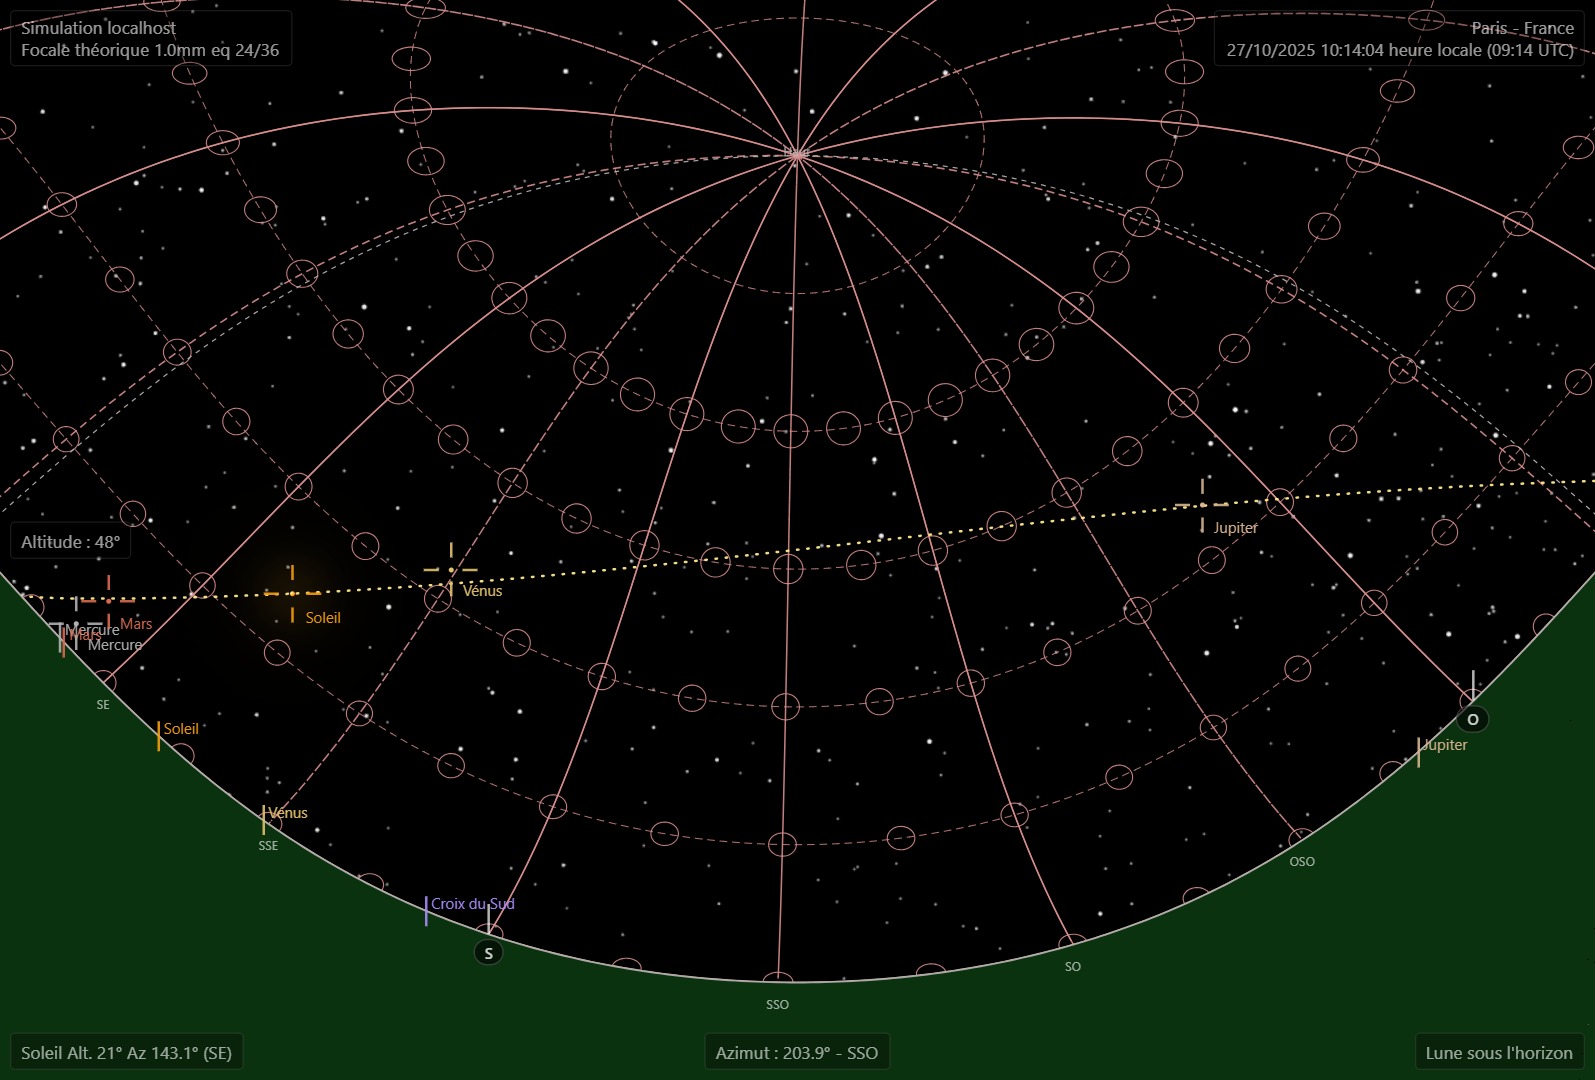 Simulation localhost
Focale théorique 1.0mm eq 24/36
Paris - France
27/10/2025 10:14:04 heure locale (09:14 UTC)
Jupiter
Altitude : 48°
Vénus
Soleil
Mars
Mercure
Mars
Mercure
SE
Soleil
O
Jupiter
Vénus
SSE
OSO
Croix du Sud
S
SO
SSO
Soleil Alt. 21° Az 143.1° (SE)
Azimut : 203.9° - SSO
Lune sous l'horizon